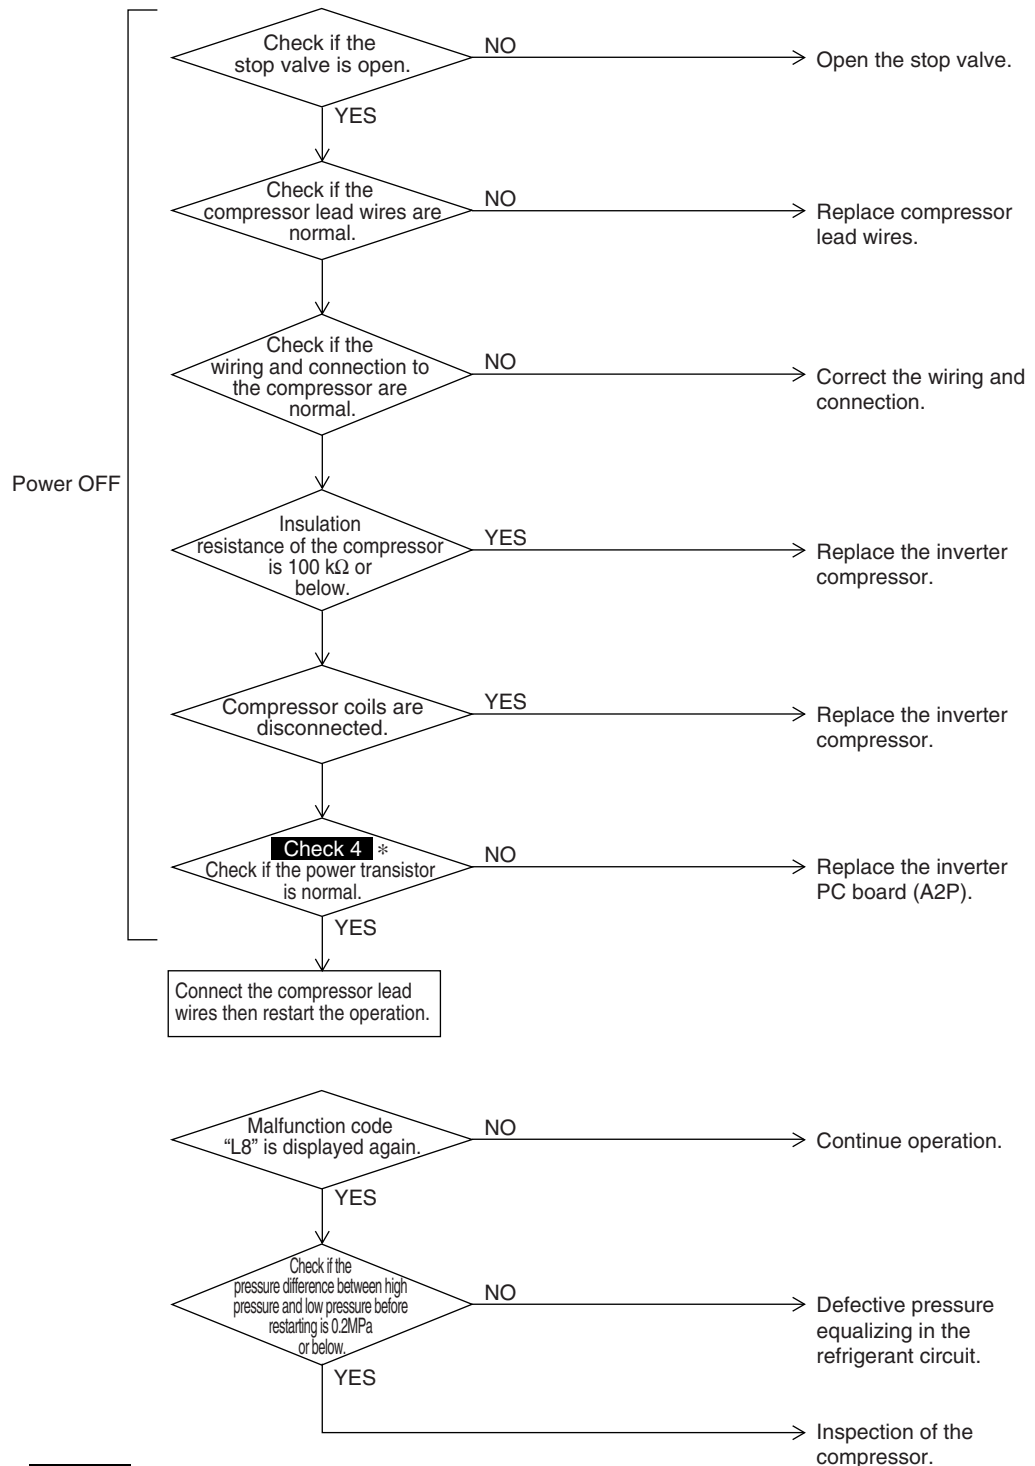 Check if the
stop valve is open.
NO
Open the stop valve.
YES
Check if the
compressor lead wires are
normal.
NO
Replace compressor
lead wires.
Check if the
wiring and connection to
the compressor are
normal.
NO
Correct the wiring and
connection.
Power OFF
Insulation
resistance of the compressor
is 100 kΩ or
below.
YES
Replace the inverter
compressor.
Compressor coils are
disconnected.
YES
Replace the inverter
compressor.
Check 4 *
Check if the power transistor
is normal.
NO
Replace the inverter
PC board (A2P).
YES
Connect the compressor lead
wires then restart the operation.
Malfunction code
“L8” is displayed again.
NO
Continue operation.
YES
Check if the
pressure difference between high
pressure and low pressure before
restarting is 0.2MPa
or below.
NO
Defective pressure
equalizing in the
refrigerant circuit.
YES
Inspection of the
compressor.